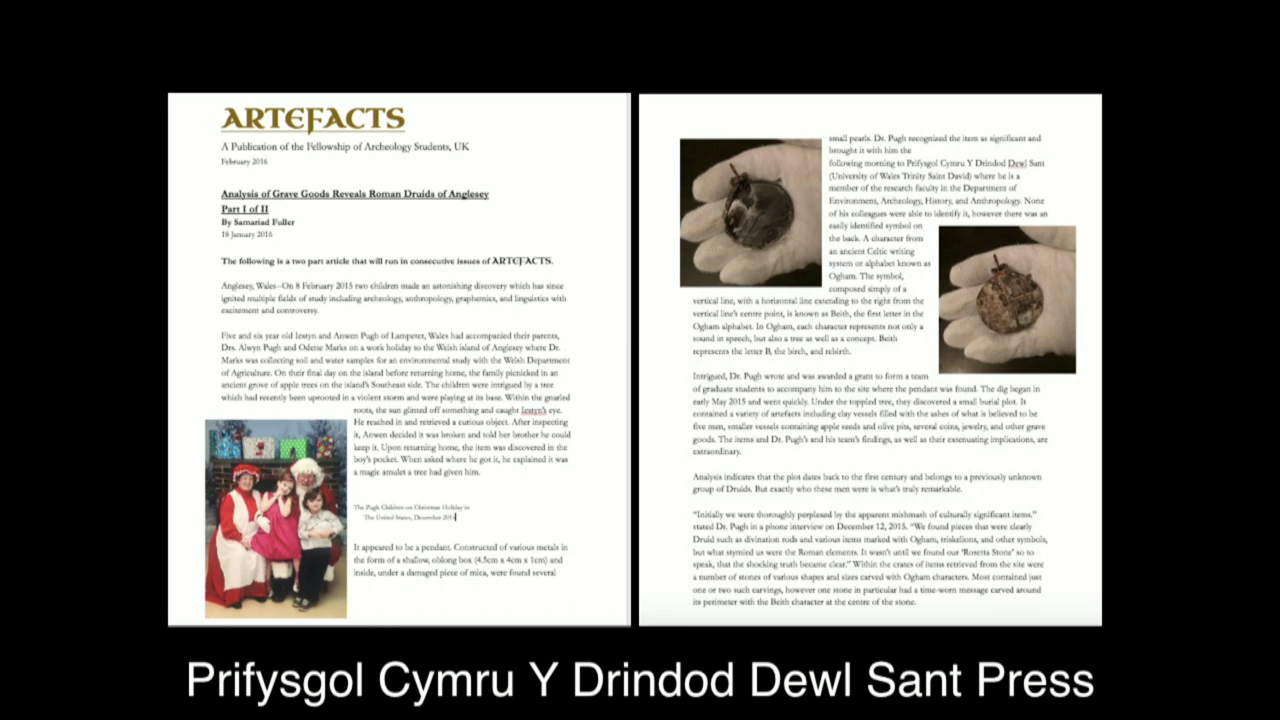 ARTEFACTS
A Publication of the Fellowship of Archeology Students, UK
February 2016
Analysis of Grave Goods Reveals Roman Druids of Anglesey
Part I of II
By Samariad Fuller
18 January 2016
The following is a two part article that will run in consecutive issues of ARTEFACTS.
Anglesey, Wales--On 8 February 2015 two children made an astonishing discovery which has since
ignited multiple fields of study including archeology, anthropology, graphemics, and linguistics with
excitement and controversy.
Five and six year old Iestyn and Anwen Pugh of Lampeter, Wales had accompanied their parents,
Drs. Alwyn Pugh and Odette Marks on a work holiday to the Welsh island of Anglesey where Dr.
Marks was collecting soil and water samples for an environmental study with the Welsh Department
of Agriculture. On their final day on the island before returning home, the family picnicked in an
ancient grove of apple trees on the island's Southeast side. The children were intrigued by a tree
which had recently been uprooted in a violent storm and were playing at its base. Within the gnarled
roots, the sun glinted off something and caught Iestyn's eye.
He reached in and retrieved a curious object. After inspecting
it, Anwen decided it was broken and told her brother he could
keep it. Upon returning home, the item was discovered in the
boy's pocket. When asked where he got it, he explained it was
a magic amulet a tree had given him.
The Pugh Children on Christmas Holiday in
The United States, December 2014
It appeared to be a pendant. Constructed of various metals in
the form of a shallow, oblong box (4.5cm x 4cm x 1cm) and
inside, under a damaged piece of mica, were found several
small pearls. Dr. Pugh recognized the item as significant and
brought it with him the
following morning to Prifysgol Cymru Y Drindod Dewl Sant
(University of Wales Trinity Saint David) where he is a
member of the research faculty in the Department of
Environment, Archeology, History, and Anthropology. None
of his colleagues were able to identify it, however there was an
easily identified symbol on
the back. A character from
an ancient Celtic writing
system or alphabet known as
Ogham. The symbol,
composed simply of a
vertical line, with a horizontal line extending to the right from the
vertical line's centre point, is known as Beith, the first letter in the
Ogham alphabet. In Ogham, each character represents not only a
sound in speech, but also a tree as well as a concept. Beith
represents the letter B, the birch, and rebirth.
Intrigued, Dr. Pugh wrote and was awarded a grant to form a team
of graduate students to accompany him to the site where the pendant was found. The dig began in
early May 2015 and went quickly. Under the toppled tree, they discovered a small burial plot. It
contained a variety of artefacts including clay vessels filled with the ashes of what is believed to be
five men, smaller vessels containing apple seeds and olive pits, several coins, jewelry, and other grave
goods. The items and Dr. Pugh's and his team's findings, as well as their extenuating implications, are
extraordinary.
Analysis indicates that the plot dates back to the first century and belongs to a previously unknown
group of Druids. But exactly who these men were is what's truly remarkable.
"Initially we were thoroughly perplexed by the apparent mishmash of culturally significant items."
stated Dr. Pugh in a phone interview on December 12, 2015. "We found pieces that were clearly
Druid such as divination rods and various items marked with Ogham, triskelions, and other symbols,
but what stymied us were the Roman elements. It wasn't until we found our 'Rosetta Stone' so to
speak, that the shocking truth became clear." Within the crates of items retrieved from the site were
a number of stones of various shapes and sizes carved with Ogham characters. Most contained just
one or two such carvings, however one stone in particular had a time-worn message carved around
its perimeter with the Beith character at the centre of the stone.
Prifysgol Cymru Y Drindod Dewl Sant Press